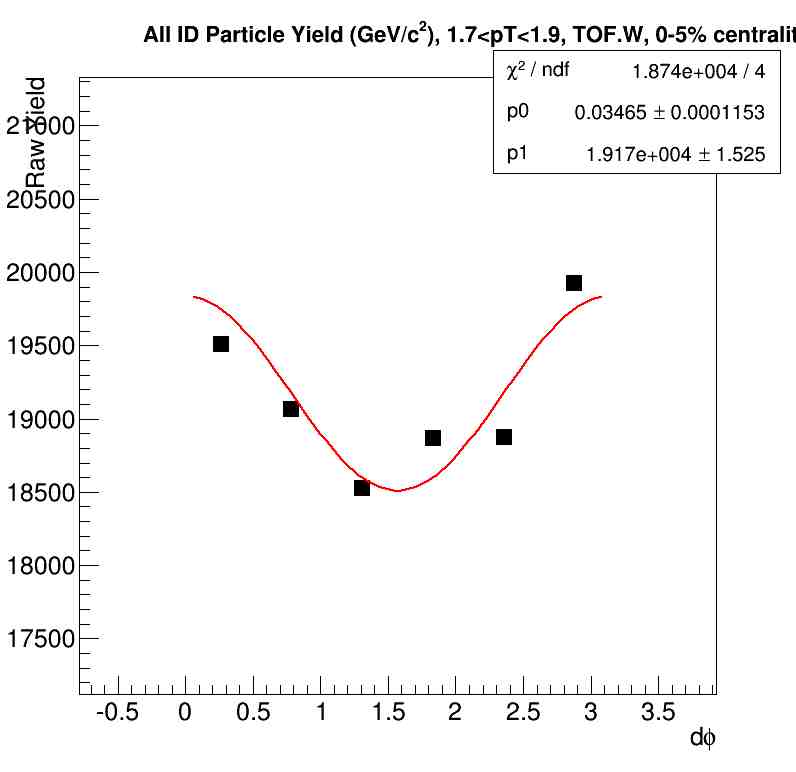 All ID Particle Yield (GeV/c²), 1.7<pT<1.9, TOF.W, 0-5% centralit
χ² / ndf 1.874e+004 / 4
p0 0.03465 ± 0.0001153
p1 1.917e+004 ± 1.525
Raw Yield
21000
20500
20000
19500
19000
18500
18000
17500
-0.5 0 0.5 1 1.5 2 2.5 3 3.5
dϕ